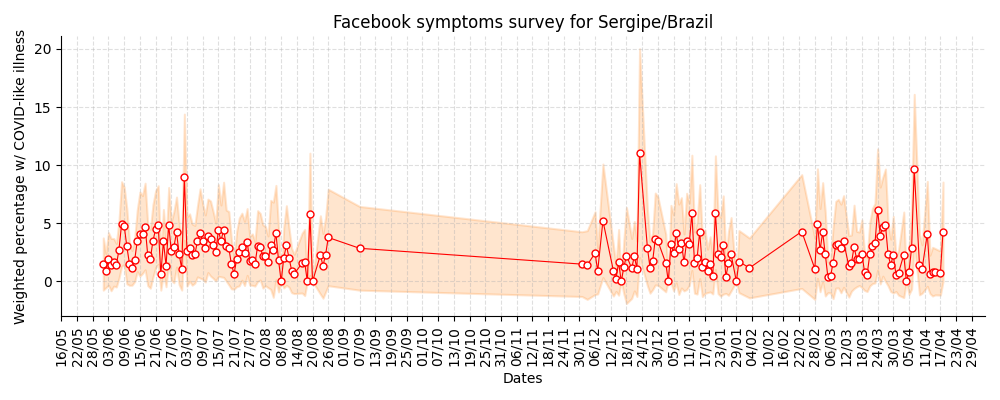 Facebook symptoms survey for Sergipe/Brazil
Weighted percentage w/ COVID-like illness
20
15
10
5
0
16/05 22/05 28/05 03/06 09/06 15/06 21/06 27/06 03/07 09/07 15/07 21/07 27/07 02/08 08/08 14/08 20/08 26/08 01/09 07/09 13/09 19/09 25/09 01/10 07/10 13/10 19/10 25/10 31/10 06/11 12/11 18/11 24/11 30/11 06/12 12/12 18/12 24/12 30/12 05/01 11/01 17/01 23/01 29/01 04/02 10/02 16/02 22/02 28/02 06/03 12/03 18/03 24/03 30/03 05/04 11/04 17/04 23/04 29/04
Dates